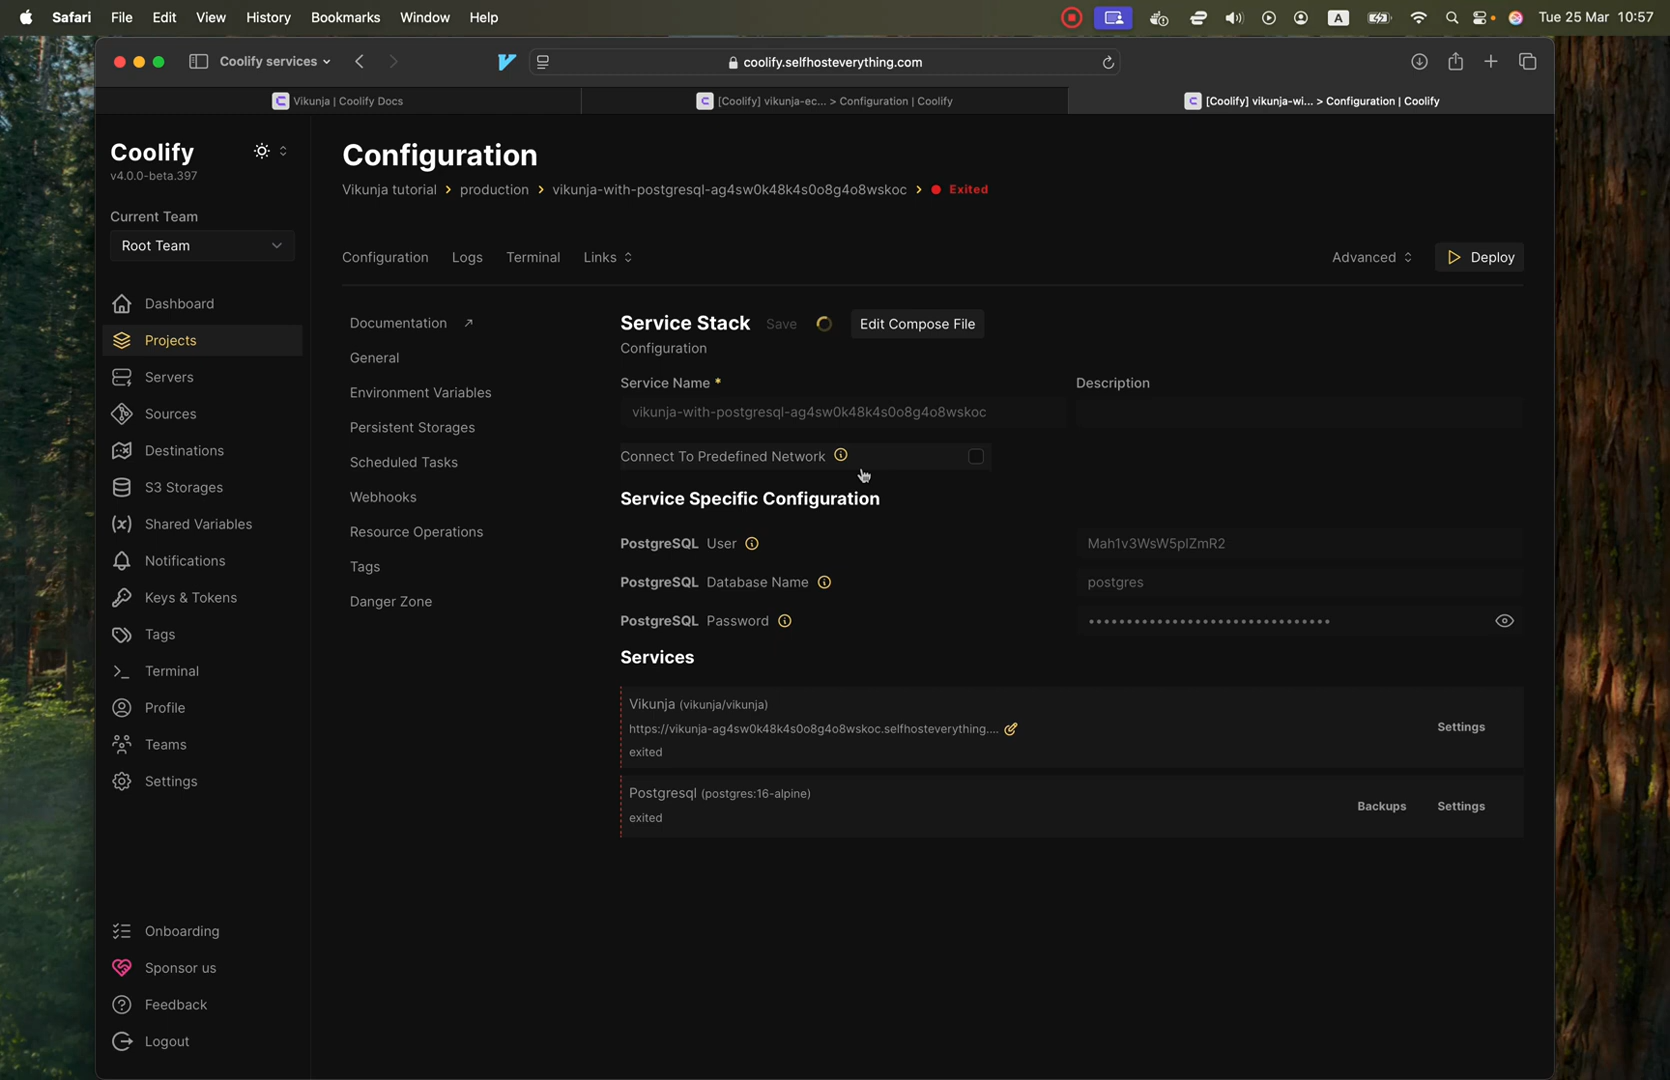 Safari File Edit View History Bookmarks Window Help A Tue 25 Mar 10:57
Coolify services coolify.selfhosteverything.com
Vikunja | Coolify Docs [Coolify] vikunja-ec... > Configuration | Coolify [Coolify] vikunja-wi... > Configuration | Coolify
Coolify
v4.0.0-beta.397
Current Team
Root Team
Dashboard
Projects
Servers
Sources
Destinations
S3 Storages
Shared Variables
Notifications
Keys & Tokens
Tags
Terminal
Profile
Teams
Settings
Onboarding
Sponsor us
Feedback
Logout
Configuration
Vikunja tutorial > production > vikunja-with-postgresql-ag4sw0k48k4s0o8g4o8wskoc > Exited
Configuration Logs Terminal Links Advanced Deploy
Documentation
General
Environment Variables
Persistent Storages
Scheduled Tasks
Webhooks
Resource Operations
Tags
Danger Zone
Service Stack Save Edit Compose File
Configuration
Service Name * Description
vikunja-with-postgresql-ag4sw0k48k4s0o8g4o8wskoc
Connect To Predefined Network
Service Specific Configuration
PostgreSQL User Mah1v3WsW5pIZmR2
PostgreSQL Database Name postgres
PostgreSQL Password
Services
Vikunja (vikunja/vikunja)
https://vikunja-ag4sw0k48k4s0o8g4o8wskoc.selfhosteverything....
exited
Settings
Postgresql (postgres:16-alpine)
exited
Backups Settings